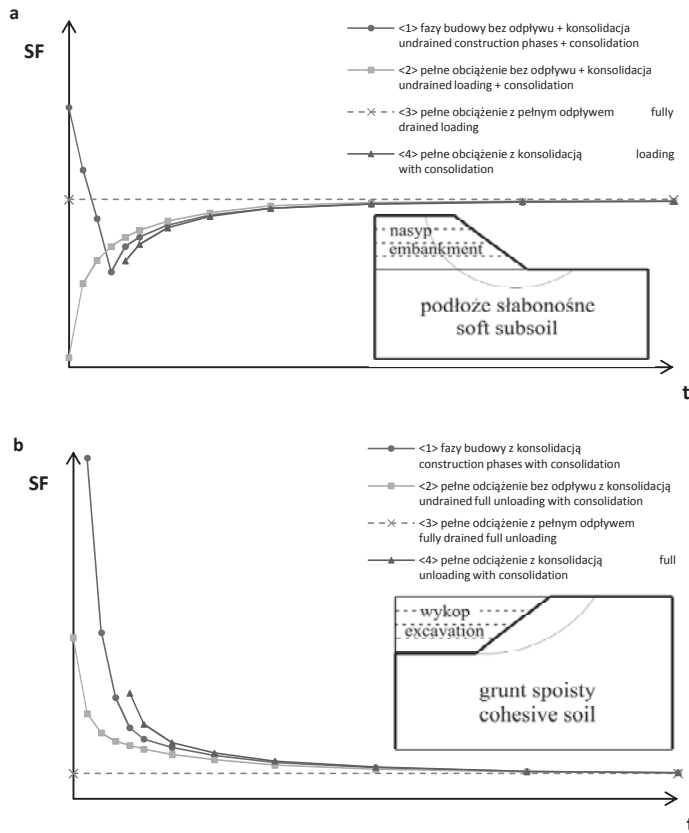 a
SF
<1> fazy budowy bez odpływu + konsolidacja
undrained construction phases + consolidation
<2> pełne obciążenie bez odpływu + konsolidacja
undrained loading + consolidation
<3> pełne obciążenie z pełnym odpływem fully
drained loading
<4> pełne obciążenie z konsolidacją loading
with consolidation
nasyp
embankment
podłoże słabonośne
soft subsoil
t
b
SF
<1> fazy budowy z konsolidacją
construction phases with consolidation
<2> pełne odciążenie bez odpływu z konsolidacją
undrained full unloading with consolidation
<3> pełne odciążenie z pełnym odpływem
fully drained full unloading
<4> pełne odciążenie z konsolidacją full
unloading with consolidation
wykop
excavation
grunt spoisty
cohesive soil
t